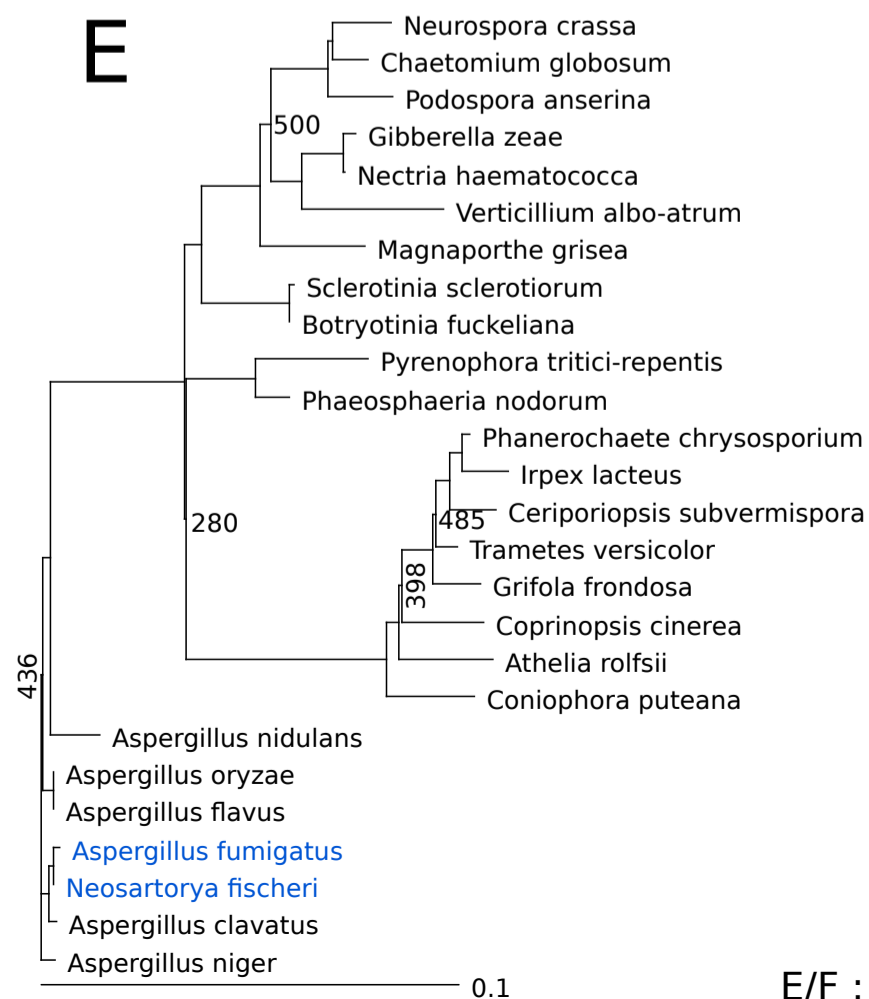 E
Neurospora crassa
Chaetomium globosum
Podospora anserina
500
Gibberella zeae
Nectria haematococca
Verticillium albo-atrum
Magnaporthe grisea
Sclerotinia sclerotiorum
Botryotinia fuckeliana
Pyrenophora tritici-repentis
Phaeosphaeria nodorum
Phanerochaete chrysosporium
Irpex lacteus
Ceriporiopsis subvermispora
485
280
Trametes versicolor
398
Grifola frondosa
Coprinopsis cinerea
Athelia rolfsii
436
Coniophora puteana
Aspergillus nidulans
Aspergillus oryzae
Aspergillus flavus
Aspergillus fumigatus
Neosartorya fischeri
Aspergillus clavatus
Aspergillus niger
0.1
E/F :